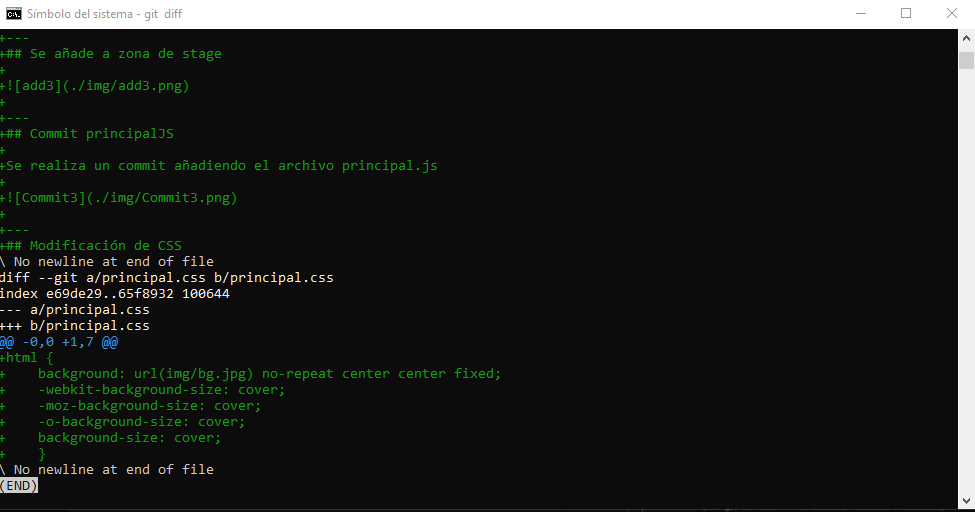 Símbolo del sistema - git diff
+---
+## Se añade a zona de stage
+
+![add3](./img/add3.png)
+
+---
+## Commit principalJS
+
+Se realiza un commit añadiendo el archivo principal.js
+
+![Commit3](./img/Commit3.png)
+
+---
+## Modificación de CSS
\ No newline at end of file
diff --git a/principal.css b/principal.css
index e69de29..65f8932 100644
--- a/principal.css
+++ b/principal.css
@@ -0,0 +1,7 @@
+html {
+    background: url(img/bg.jpg) no-repeat center center fixed;
+    -webkit-background-size: cover;
+    -moz-background-size: cover;
+    -o-background-size: cover;
+    background-size: cover;
+    }
\ No newline at end of file
(END)